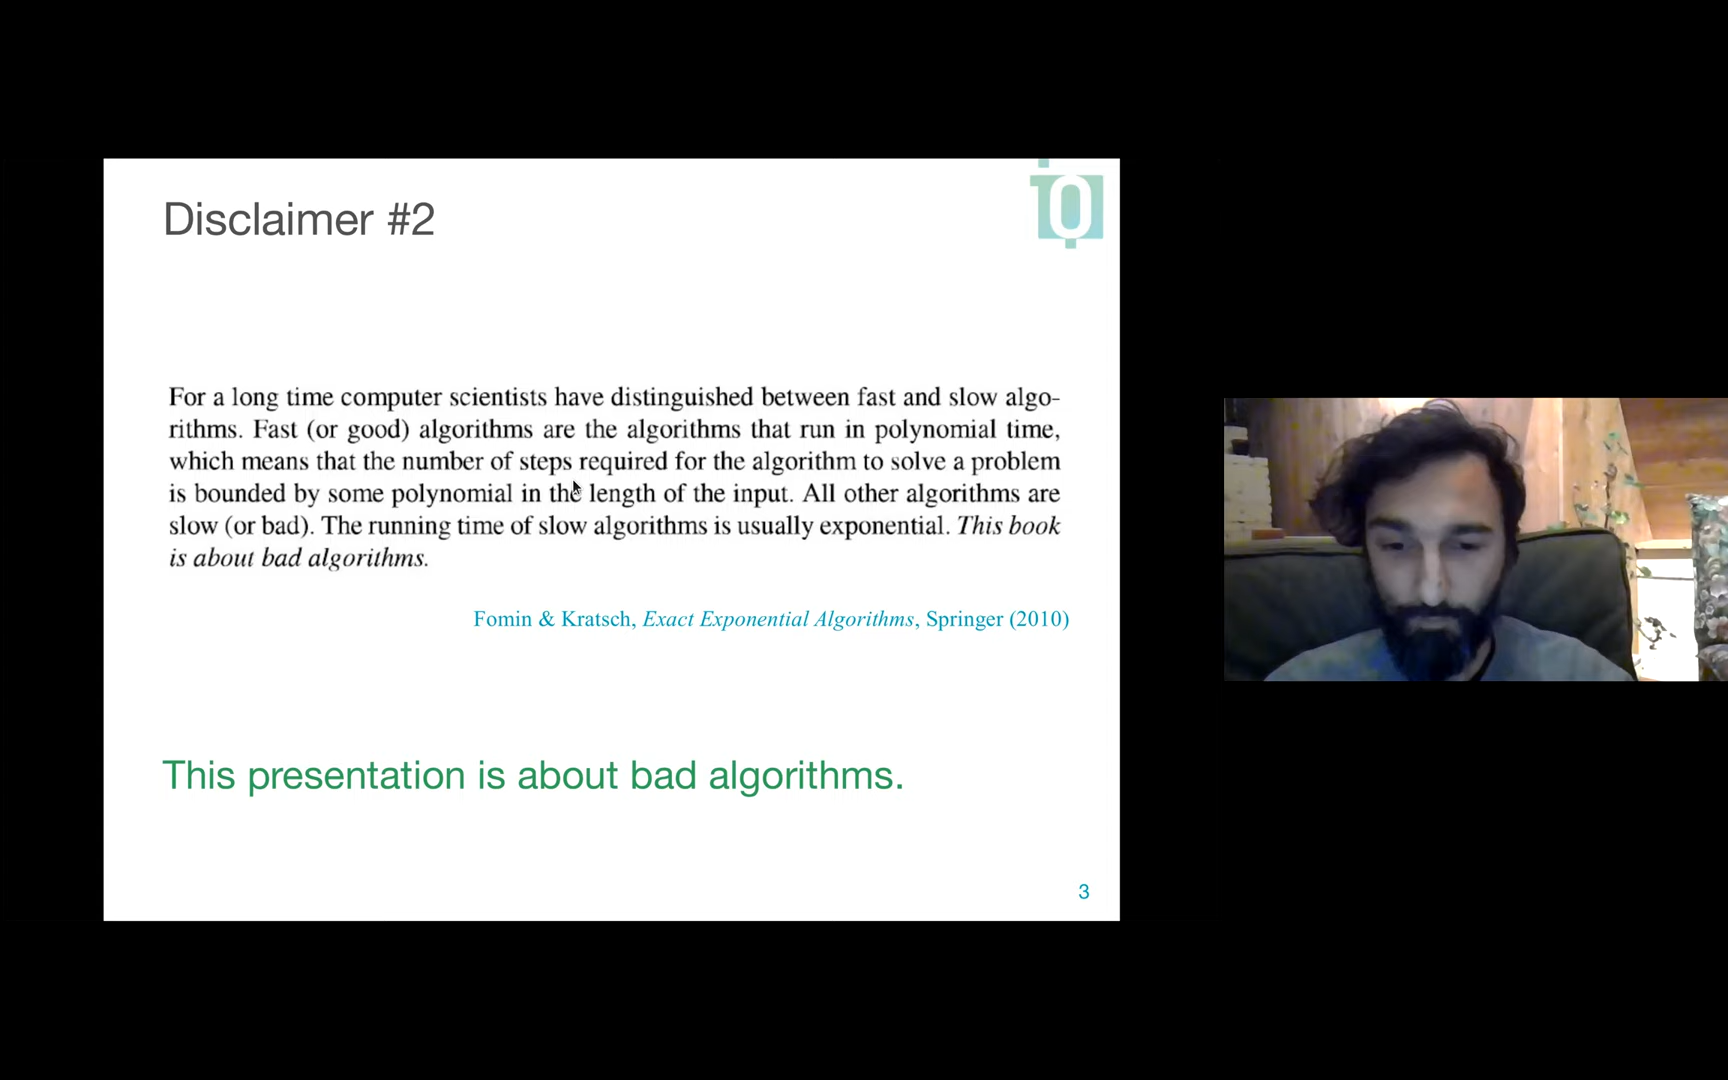 Disclaimer #2
For a long time computer scientists have distinguished between fast and slow algo-
rithms. Fast (or good) algorithms are the algorithms that run in polynomial time,
which means that the number of steps required for the algorithm to solve a problem
is bounded by some polynomial in the length of the input. All other algorithms are
slow (or bad). The running time of slow algorithms is usually exponential. This book
is about bad algorithms.
Fomin & Kratsch, Exact Exponential Algorithms, Springer (2010)
This presentation is about bad algorithms.
3